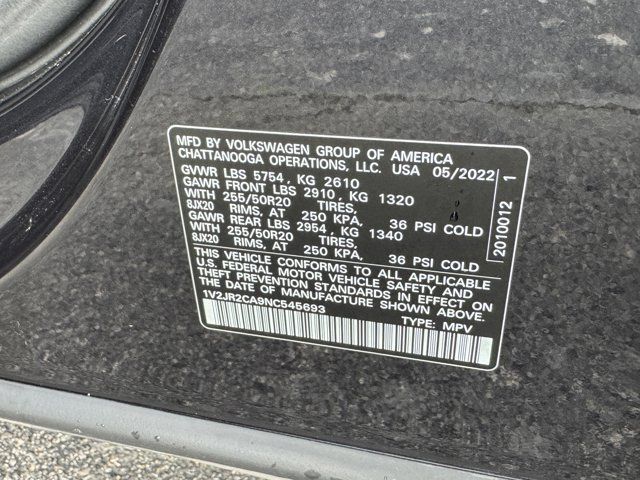 MFD BY VOLKSWAGEN GROUP OF AMERICA
CHATTANOOGA OPERATIONS, LLC. USA 05/2022
GVWR LBS 5754 , KG 2610
GAWR FRONT LBS 2910 , KG 1320
WITH 255/50R20 TIRES,
8JX20 RIMS, AT 250 KPA, 36 PSI COLD
GAWR REAR LBS 2954 , KG 1340
WITH 255/50R20 TIRES,
8JX20 RIMS, AT 250 KPA, 36 PSI COLD
THIS VEHICLE CONFORMS TO ALL APPLICABLE
U.S. FEDERAL MOTOR VEHICLE SAFETY AND
THEFT PREVENTION STANDARDS IN EFFECT ON
THE DATE OF MANUFACTURE SHOWN ABOVE.
1V2JR2CA9NC545693
TYPE: MPV
2010012 1